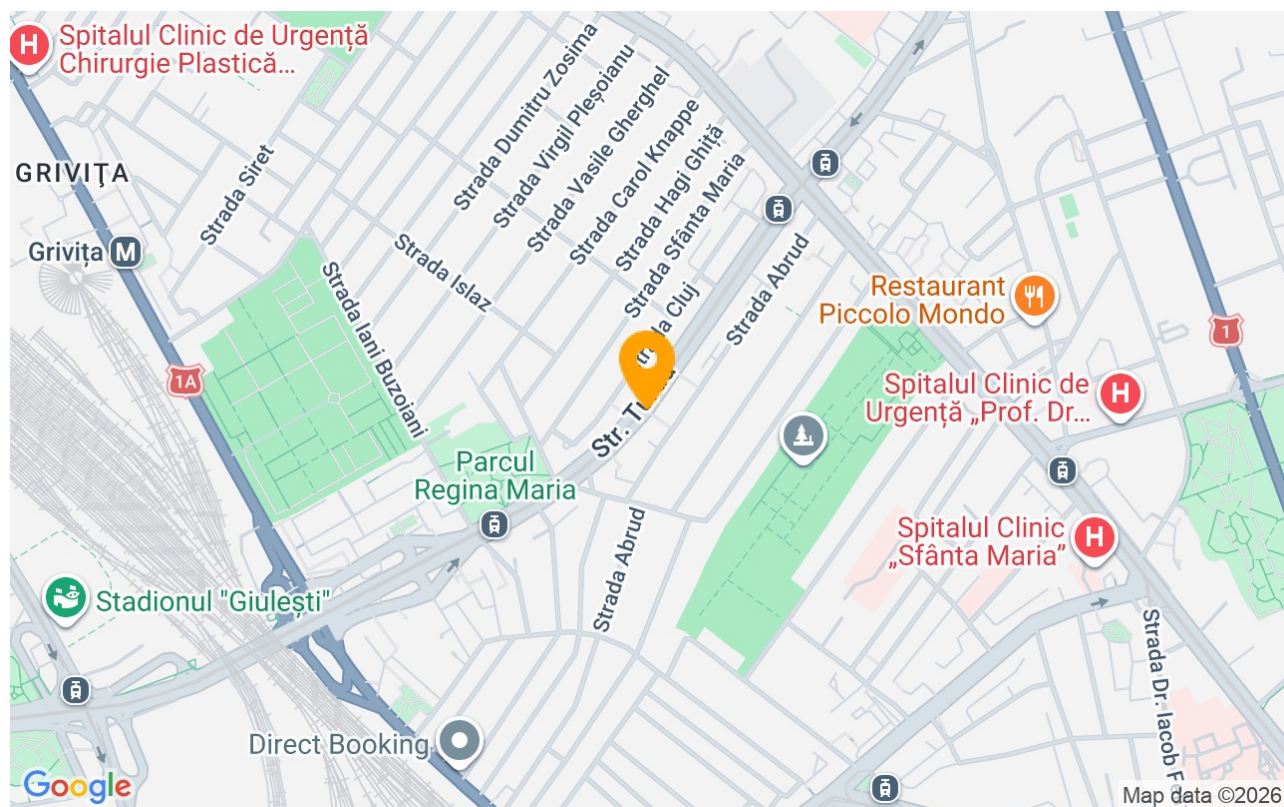 Spitalul Clinic de Urgență
Chirurgie Plastică...
GRIVIȚA
Grivița
M
Strada Siret
Strada Dumitru Zosima
Strada Virgil Pleșoianu
Strada Vasile Gherghel
Strada Carol Knappe
Strada Hagi Ghiță
Strada Sfânta Maria
Strada Islaz
Strada Iani Buzoiani
Cluj
Strada Abrud
Restaurant
Piccolo Mondo
1
1A
Spitalul Clinic de
Urgență „Prof. Dr...
Str.
Parcul
Regina Maria
Spitalul Clinic
„Sfânta Maria”
Strada Abrud
Stadionul "Giulești"
Strada Dr. Iacob
Direct Booking
Google
Map data ©2026
H
H
H